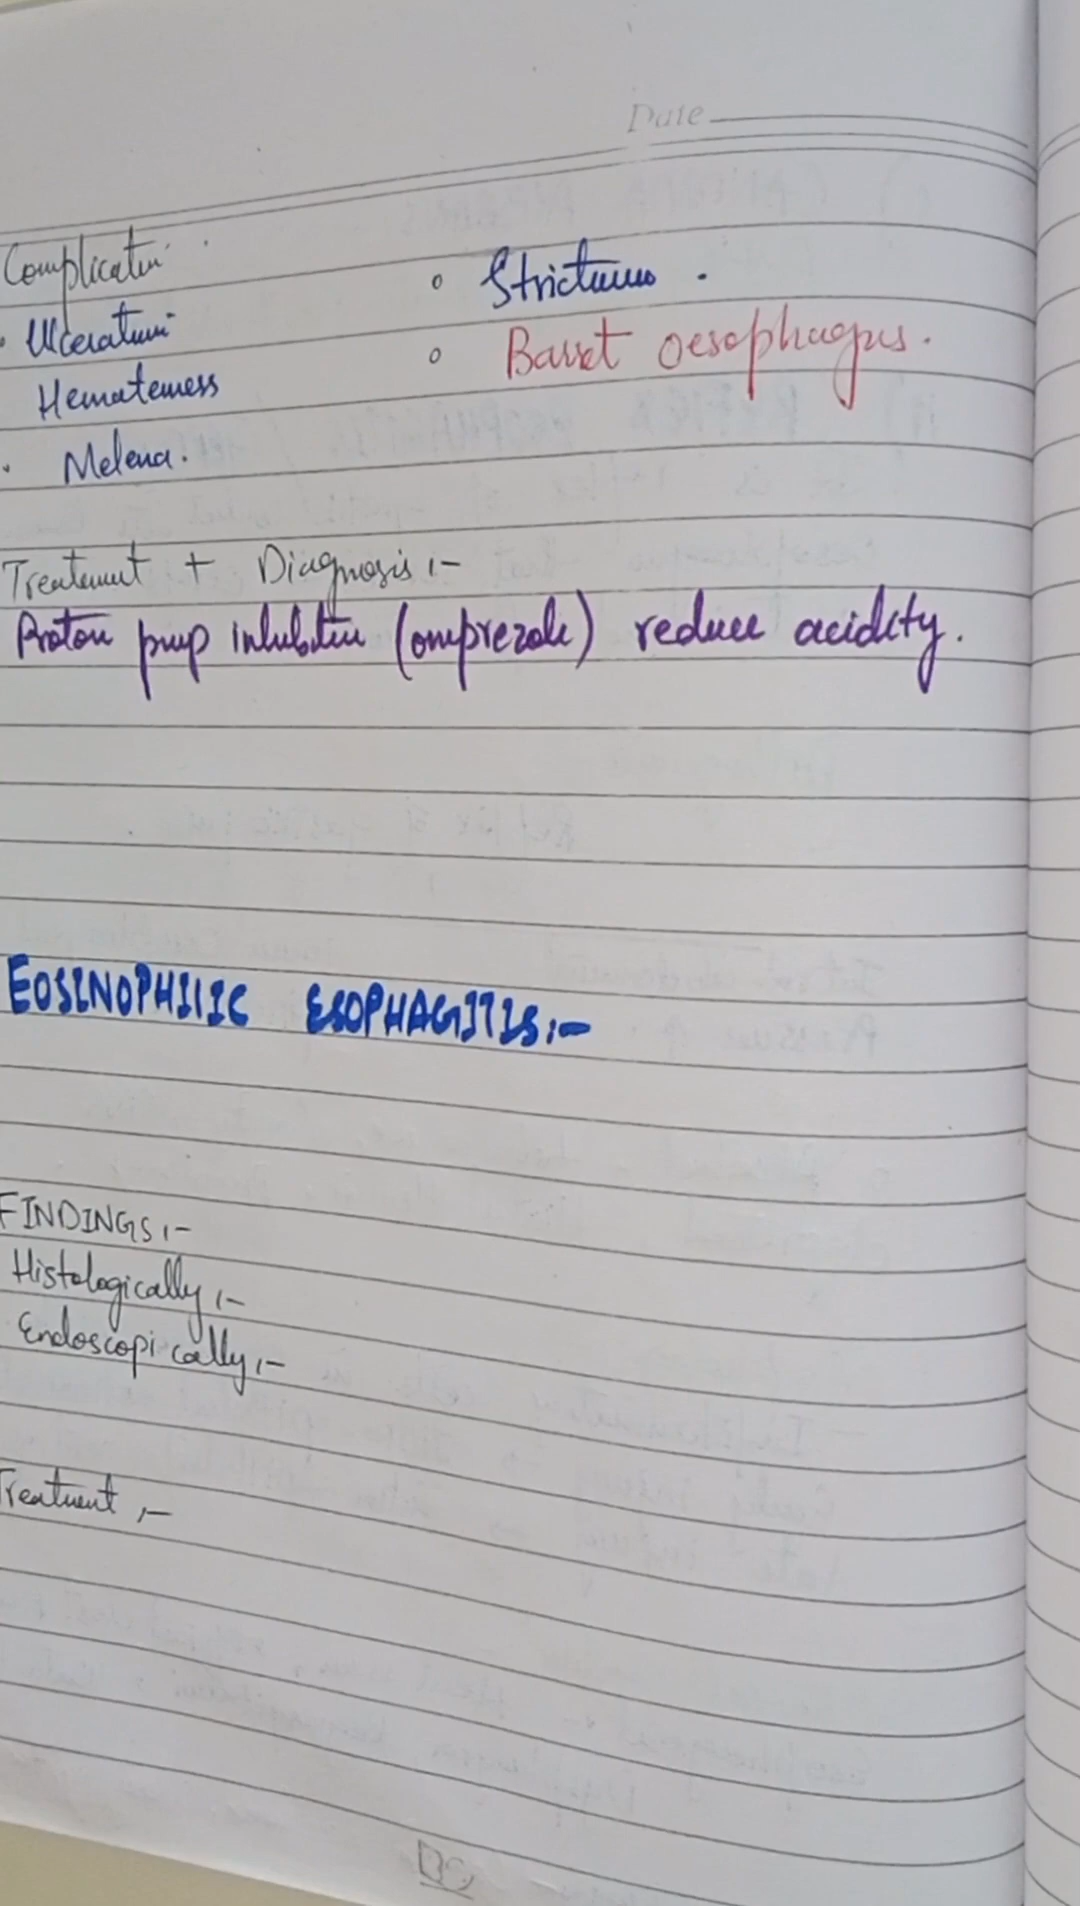 Date
Complication
• Ulceration
Hematemess
• Melena.
○ Strictures.
○ Barret oesophagus.
Treatment + Diagnosis :-
Proton pump inhibitor (omprezole) reduce acidity.
EOSINOPHILIC ESOPHAGITIS :-
FINDINGS :-
Histologically :-
Endoscopically :-
Treatment :-